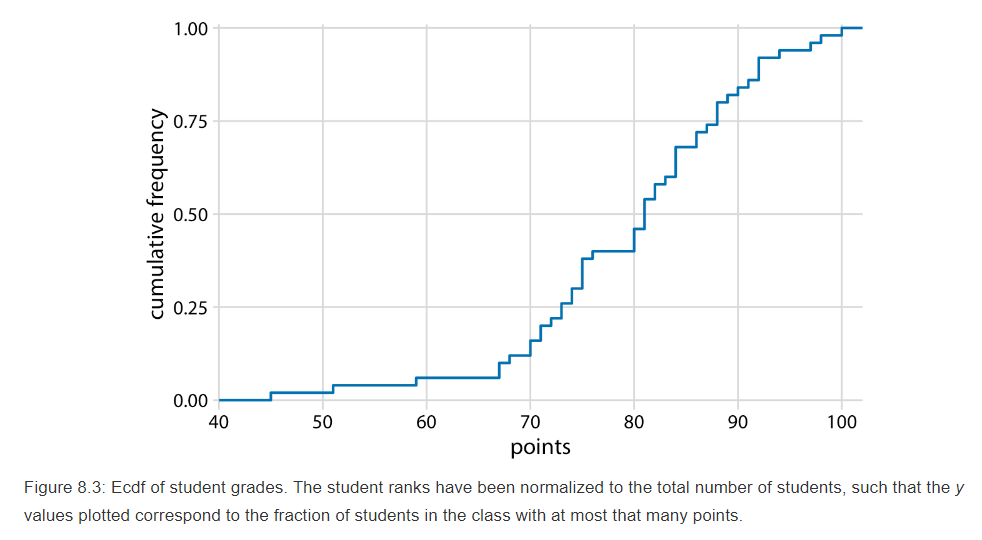 1.00
0.75
0.50
0.25
0.00
cumulative frequency
40 50 60 70 80 90 100
points
Figure 8.3: Ecdf of student grades. The student ranks have been normalized to the total number of students, such that the y
values plotted correspond to the fraction of students in the class with at most that many points.